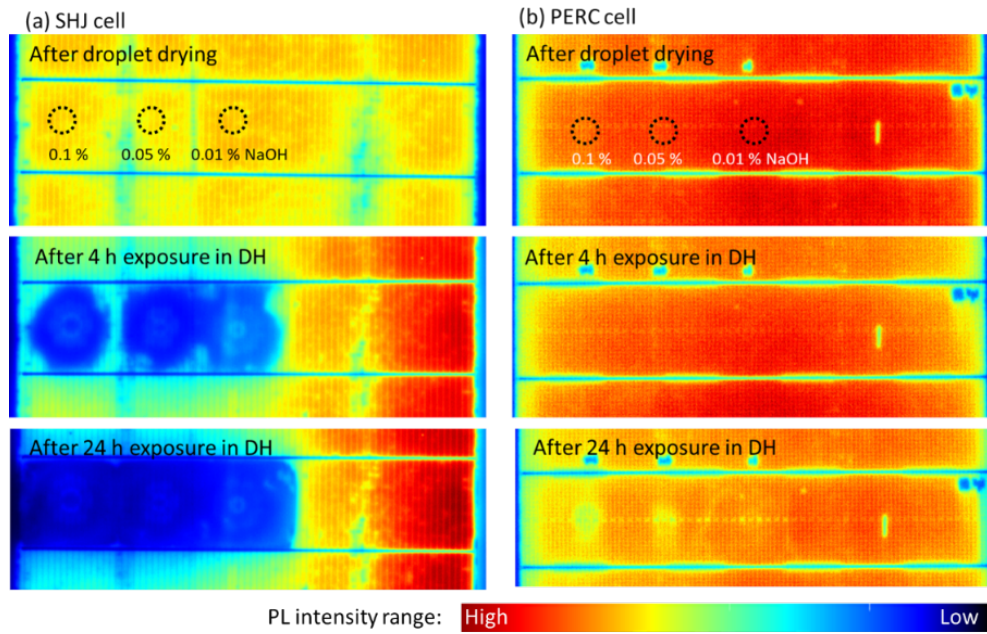 (a) SHJ cell
After droplet drying
0.1 %
0.05 %
0.01 % NaOH
After 4 h exposure in DH
After 24 h exposure in DH
(b) PERC cell
After droplet drying
0.1 %
0.05 %
0.01 % NaOH
After 4 h exposure in DH
After 24 h exposure in DH
PL intensity range:
High
Low